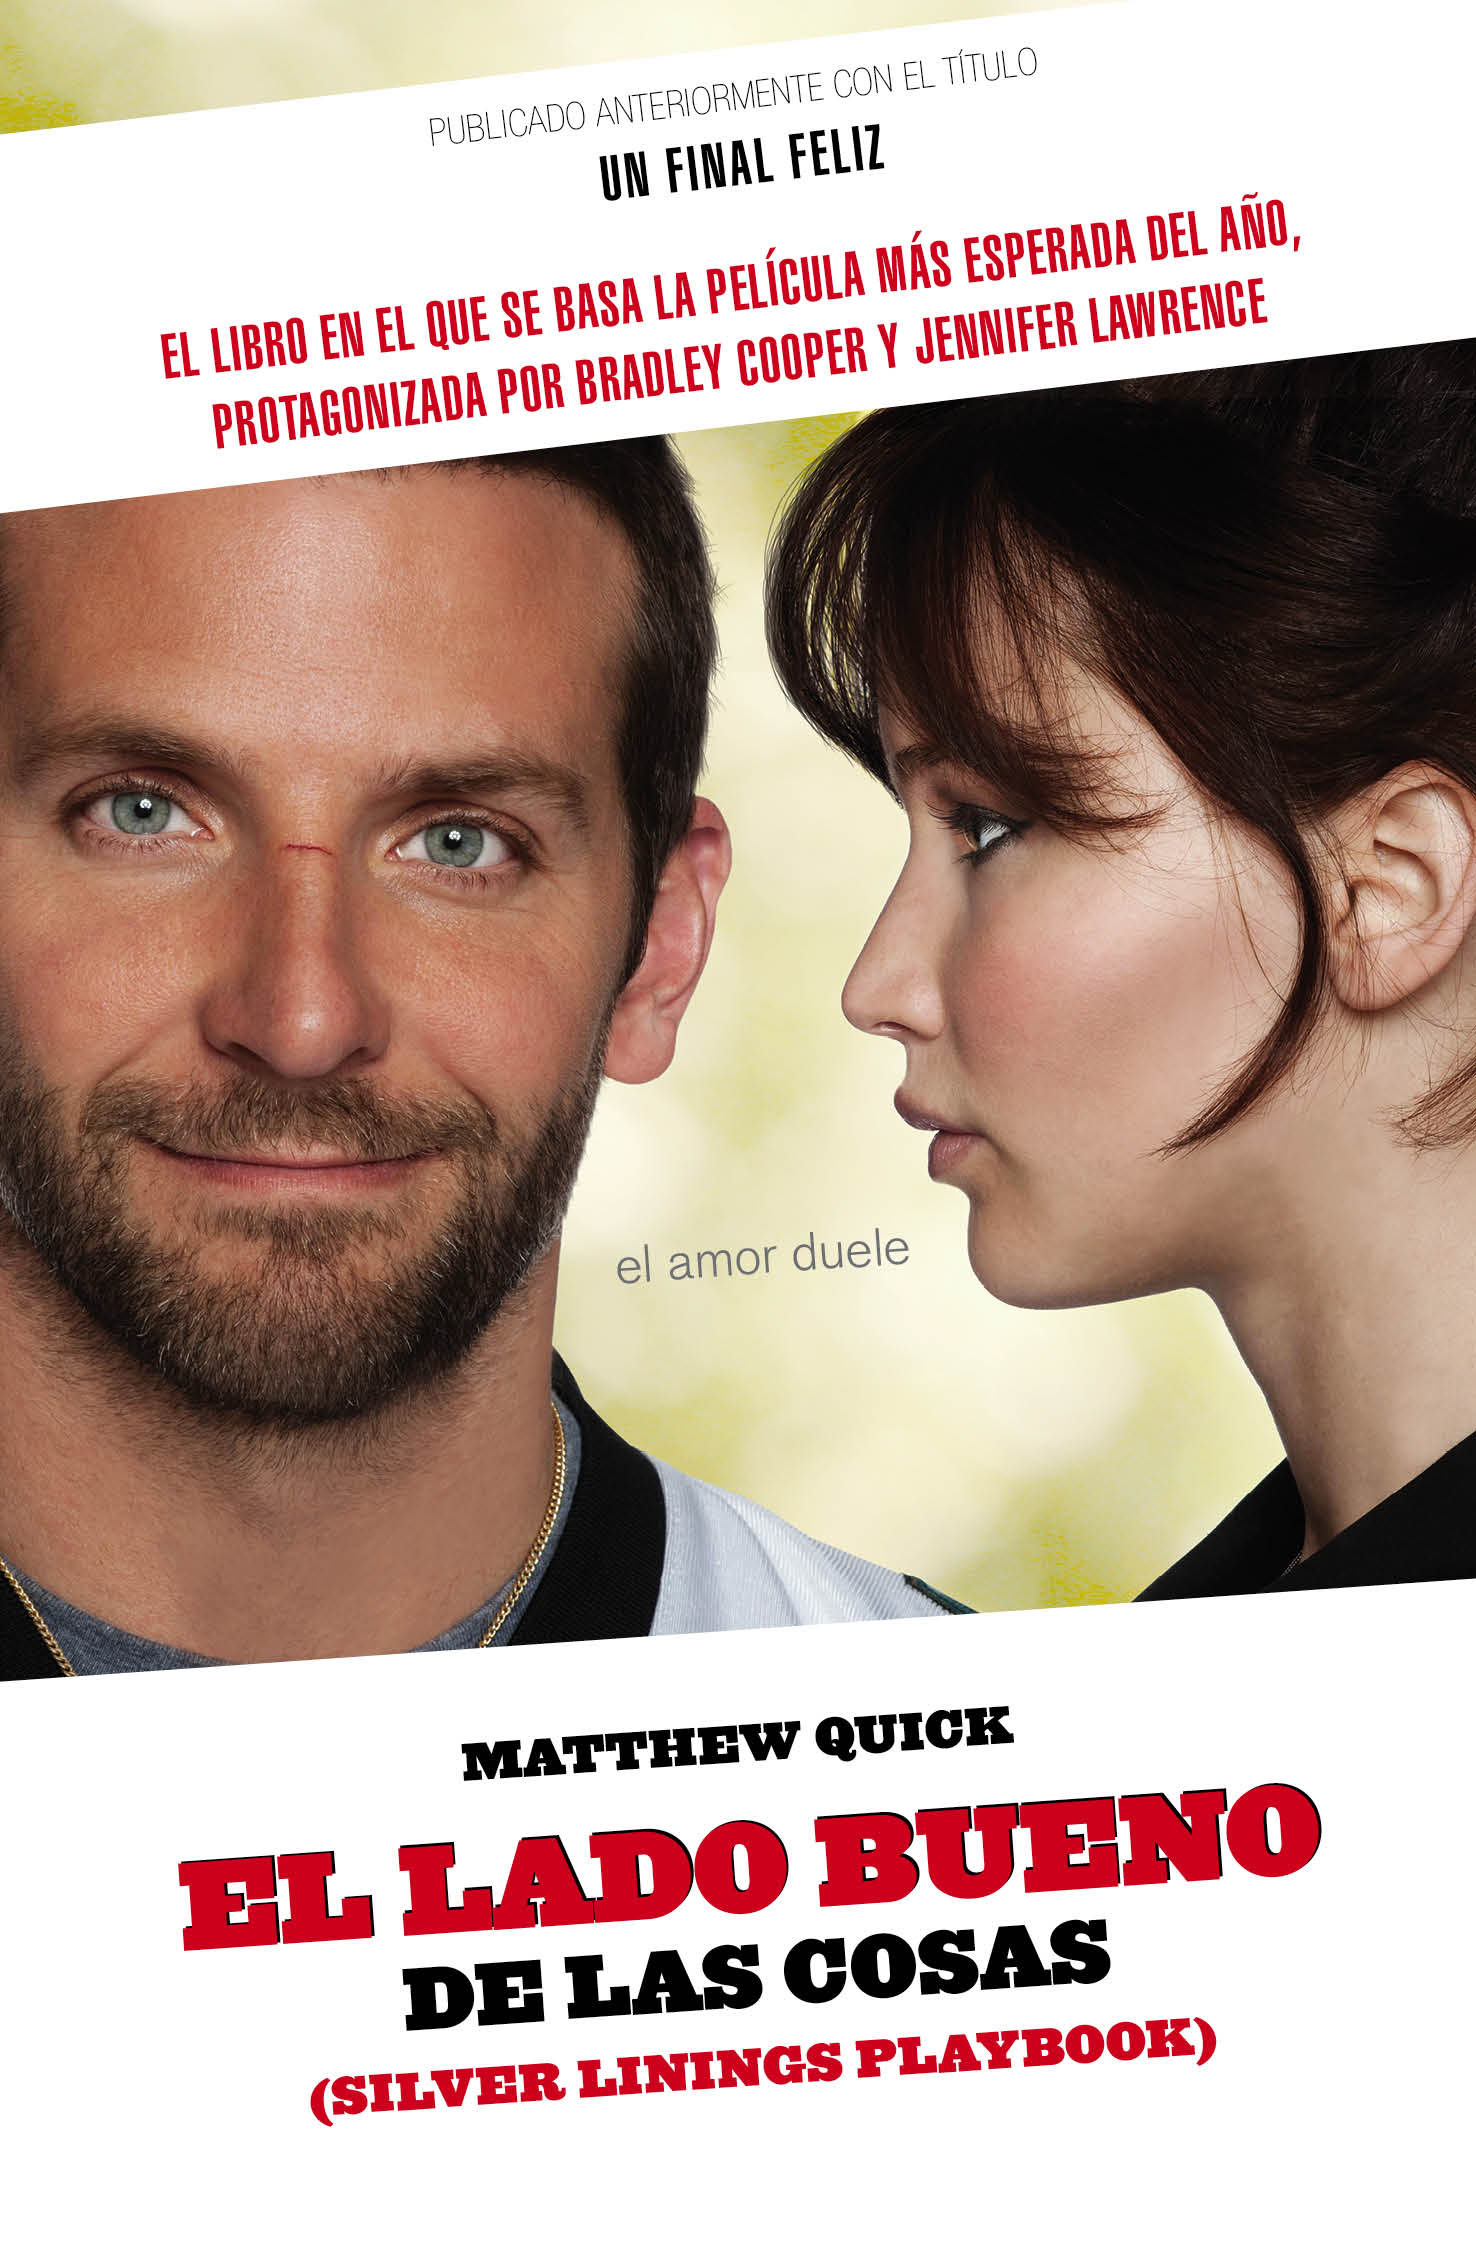 PUBLICADO ANTERIORMENTE CON EL TÍTULO
UN FINAL FELIZ
EL LIBRO EN EL QUE SE BASA LA PELÍCULA MÁS ESPERADA DEL AÑO,
PROTAGONIZADA POR BRADLEY COOPER Y JENNIFER LAWRENCE
el amor duele
MATTHEW QUICK
EL LADO BUENO
DE LAS COSAS
(SILVER LININGS PLAYBOOK)